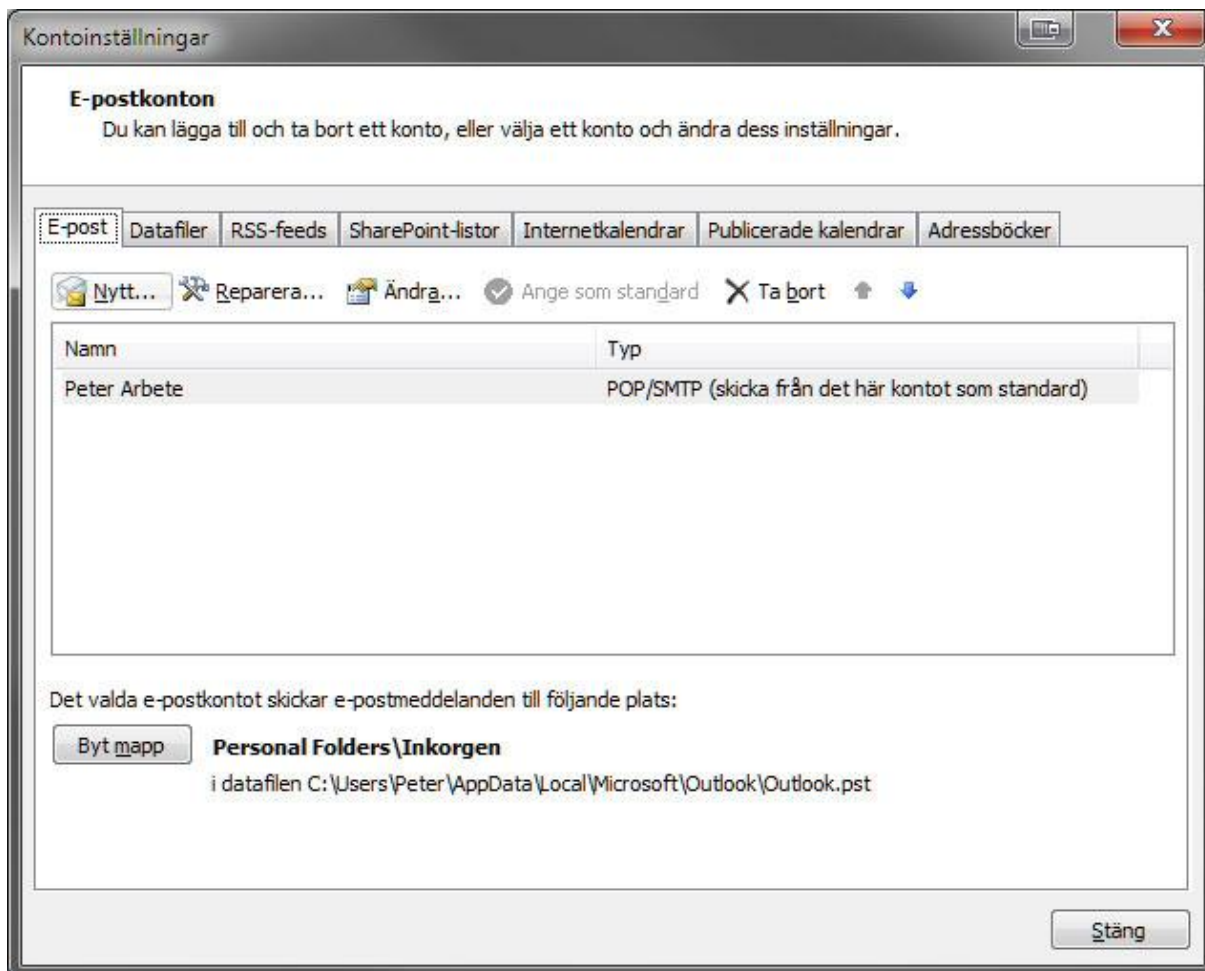 Kontoinställningar
E-postkonton
Du kan lägga till och ta bort ett konto, eller välja ett konto och ändra dess inställningar.
E-post Datafiler RSS-feeds SharePoint-listor Internetkalendrar Publicerade kalendrar Adressböcker
Nytt... Reparera... Ändra... Ange som standard Ta bort
Namn Typ
Peter Arbete POP/SMTP (skicka från det här kontot som standard)
Det valda e-postkontot skickar e-postmeddelanden till följande plats:
Byt mapp Personal Folders\Inkorgen
i datafilen C:\Users\Peter\AppData\Local\Microsoft\Outlook\Outlook.pst
Stäng